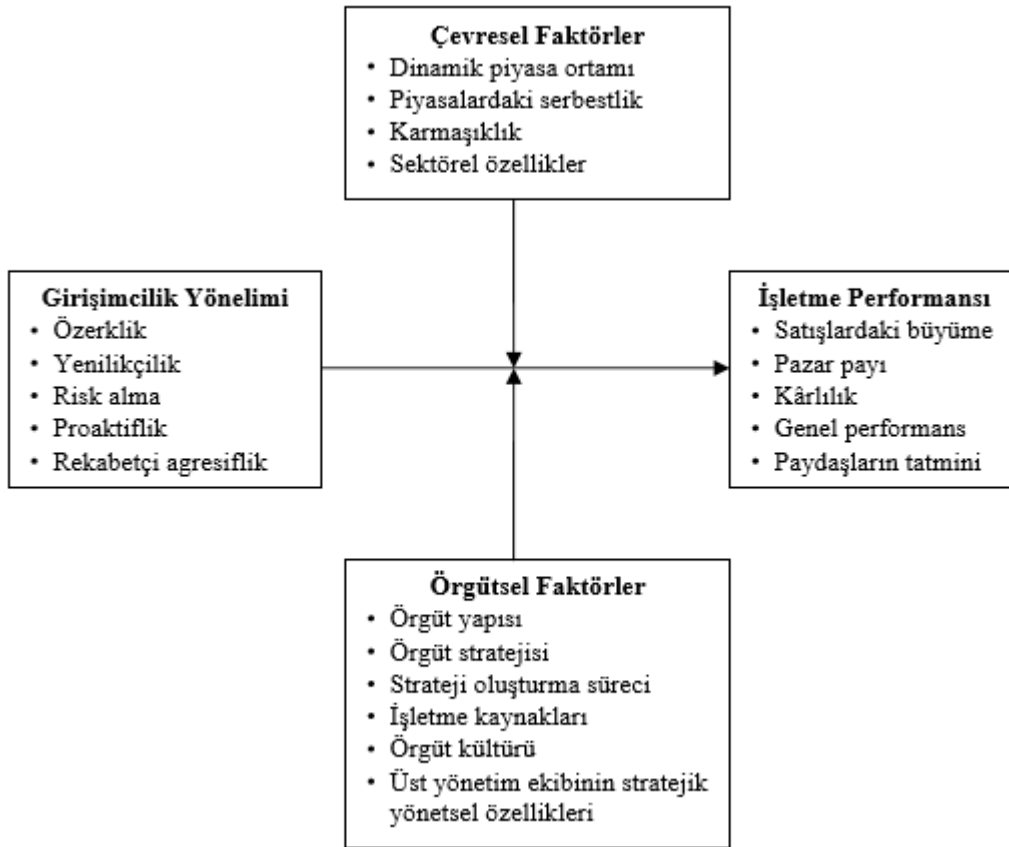 Çevresel Faktörler
• Dinamik piyasa ortamı
• Piyasalardaki serbestlik
• Karmaşıklık
• Sektörel özellikler
Girişimcilik Yönelimi
• Özerklik
• Yenilikçilik
• Risk alma
• Proaktiflik
• Rekabetçi agresiflik
İşletme Performansı
• Satışlardaki büyüme
• Pazar payı
• Kârlılık
• Genel performans
• Paydaşların tatmini
Örgütsel Faktörler
• Örgüt yapısı
• Örgüt stratejisi
• Strateji oluşturma süreci
• İşletme kaynakları
• Örgüt kültürü
• Üst yönetim ekibinin stratejik
yönetsel özellikleri